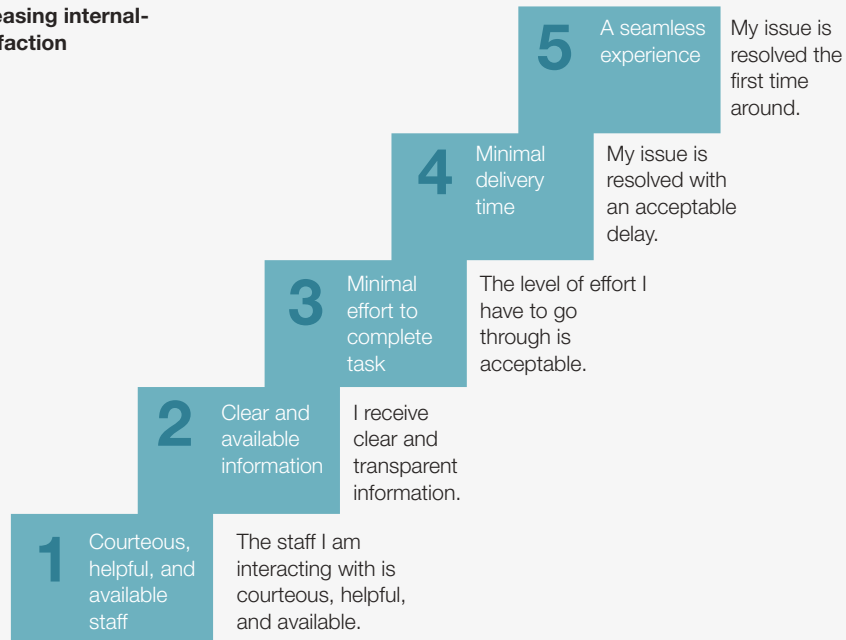 5
A seamless
experience
My issue is
resolved the
first time
around.
4
Minimal
delivery
time
My issue is
resolved with
an acceptable
delay.
3
Minimal
effort to
complete
task
The level of effort I
have to go
through is
acceptable.
2
Clear and
available
information
I receive
clear and
transparent
information.
1
Courteous,
helpful, and
available
staff
The staff I am
interacting with is
courteous, helpful,
and available.